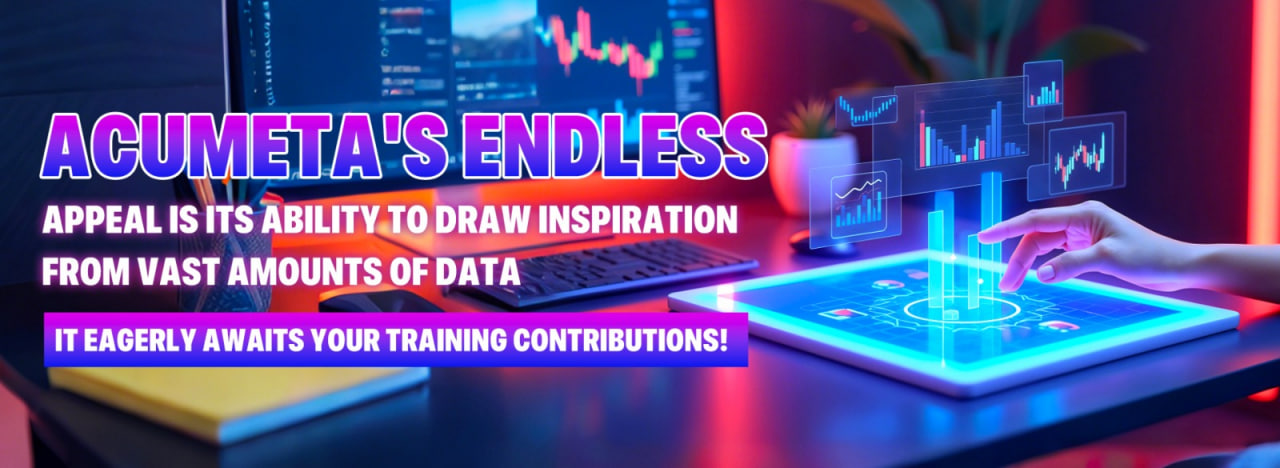 ACUMETA'S ENDLESS
APPEAL IS ITS ABILITY TO DRAW INSPIRATION
FROM VAST AMOUNTS OF DATA
IT EAGERLY AWAITS YOUR TRAINING CONTRIBUTIONS!